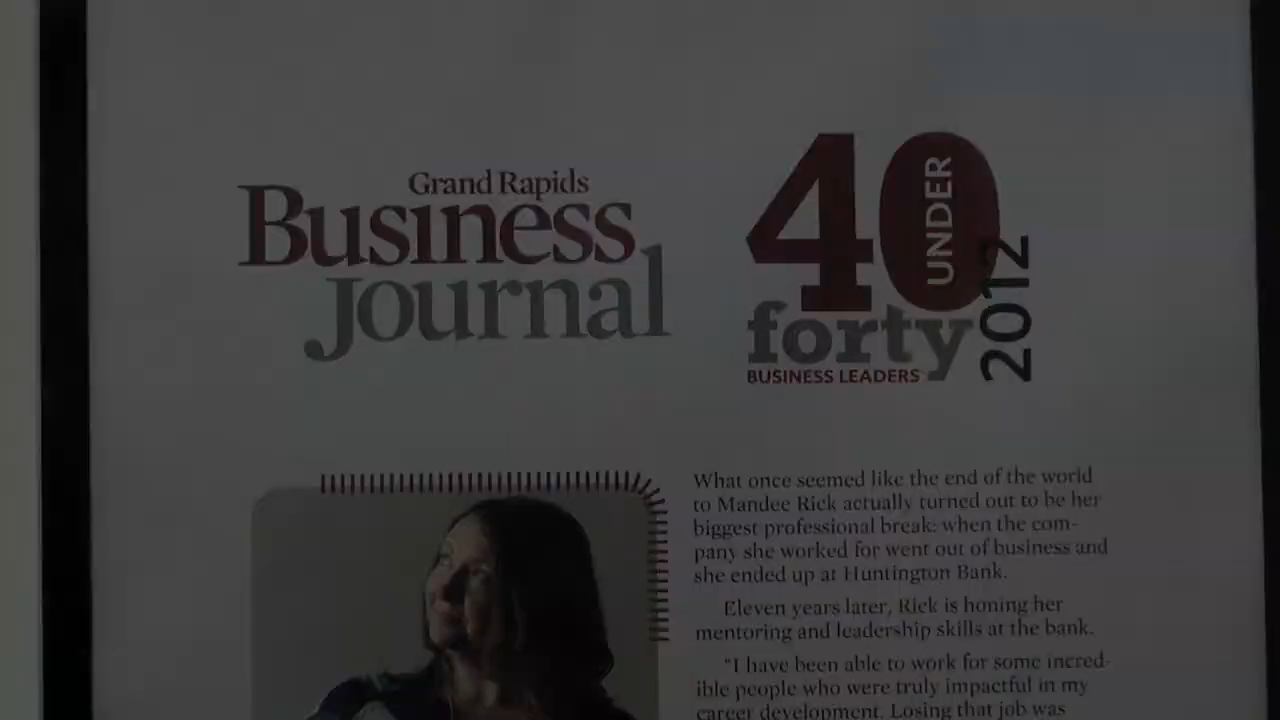 Grand Rapids
Business
Journal
40
UNDER
forty
2012
BUSINESS LEADERS
What once seemed like the end of the world
to Mandee Rick actually turned out to be her
biggest professional break: when the com-
pany she worked for went out of business and
she ended up at Huntington Bank.
Eleven years later, Rick is honing her
mentoring and leadership skills at the bank.
"I have been able to work for some incred-
ible people who were truly impactful in my
career development. Losing that job was